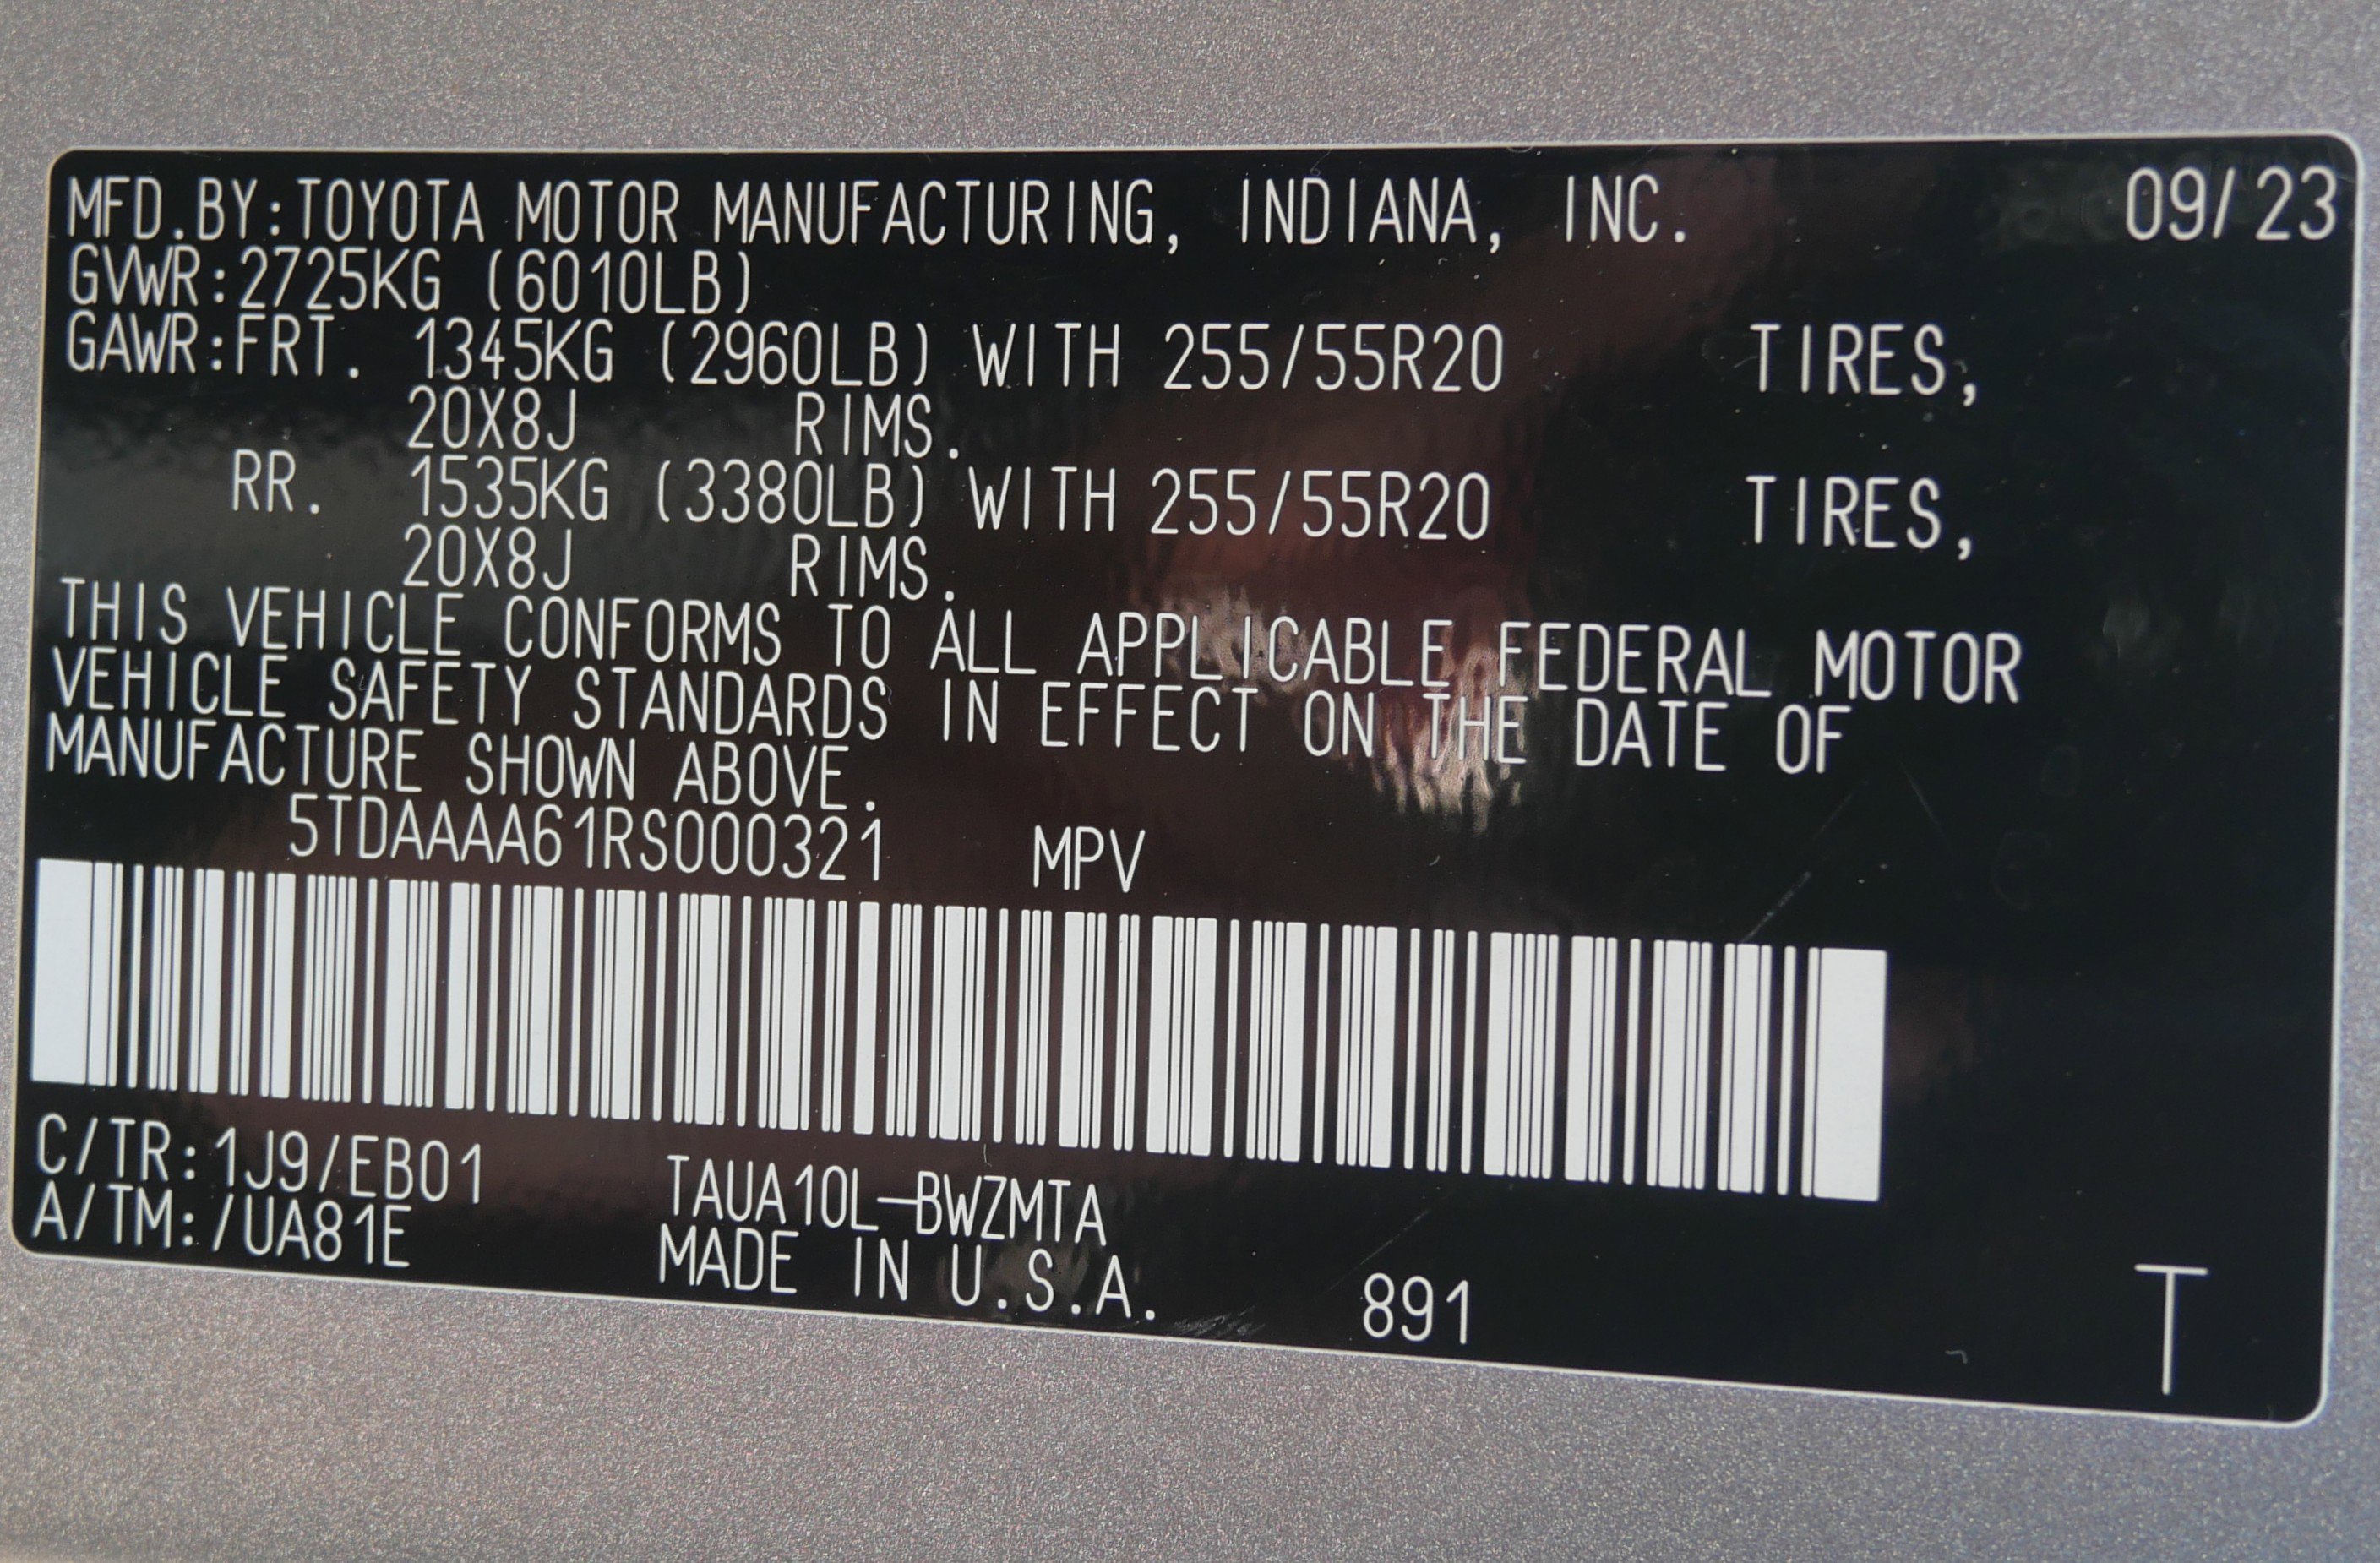 MFD.BY:TOYOTA MOTOR MANUFACTURING, INDIANA, INC. 09/23
GVWR:2725KG (6010LB)
GAWR:FRT. 1345KG (2960LB) WITH 255/55R20 TIRES,
20X8J RIMS.
RR. 1535KG (3380LB) WITH 255/55R20 TIRES,
20X8J RIMS.
THIS VEHICLE CONFORMS TO ALL APPLICABLE FEDERAL MOTOR
VEHICLE SAFETY STANDARDS IN EFFECT ON THE DATE OF
MANUFACTURE SHOWN ABOVE.
5TDAAAA61RS000321 MPV
C/TR:1J9/EB01 TAUA10L-BWZMTA
A/TM:/UA81E MADE IN U.S.A. 891 T